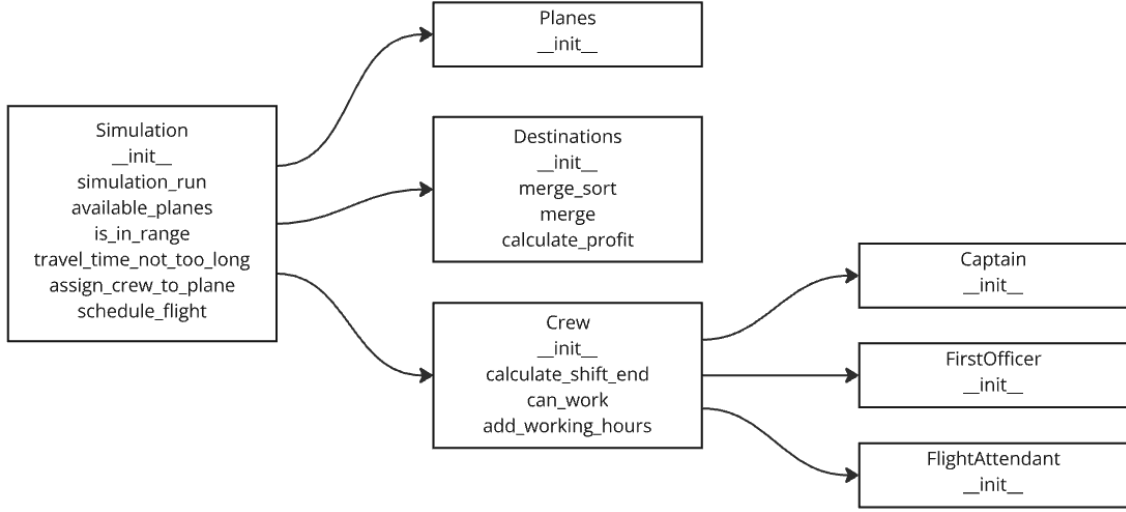 Planes
__init__
Simulation
__init__
simulation_run
available_planes
is_in_range
travel_time_not_too_long
assign_crew_to_plane
schedule_flight
Destinations
__init__
merge_sort
merge
calculate_profit
Crew
__init__
calculate_shift_end
can_work
add_working_hours
Captain
__init__
FirstOfficer
__init__
FlightAttendant
__init__